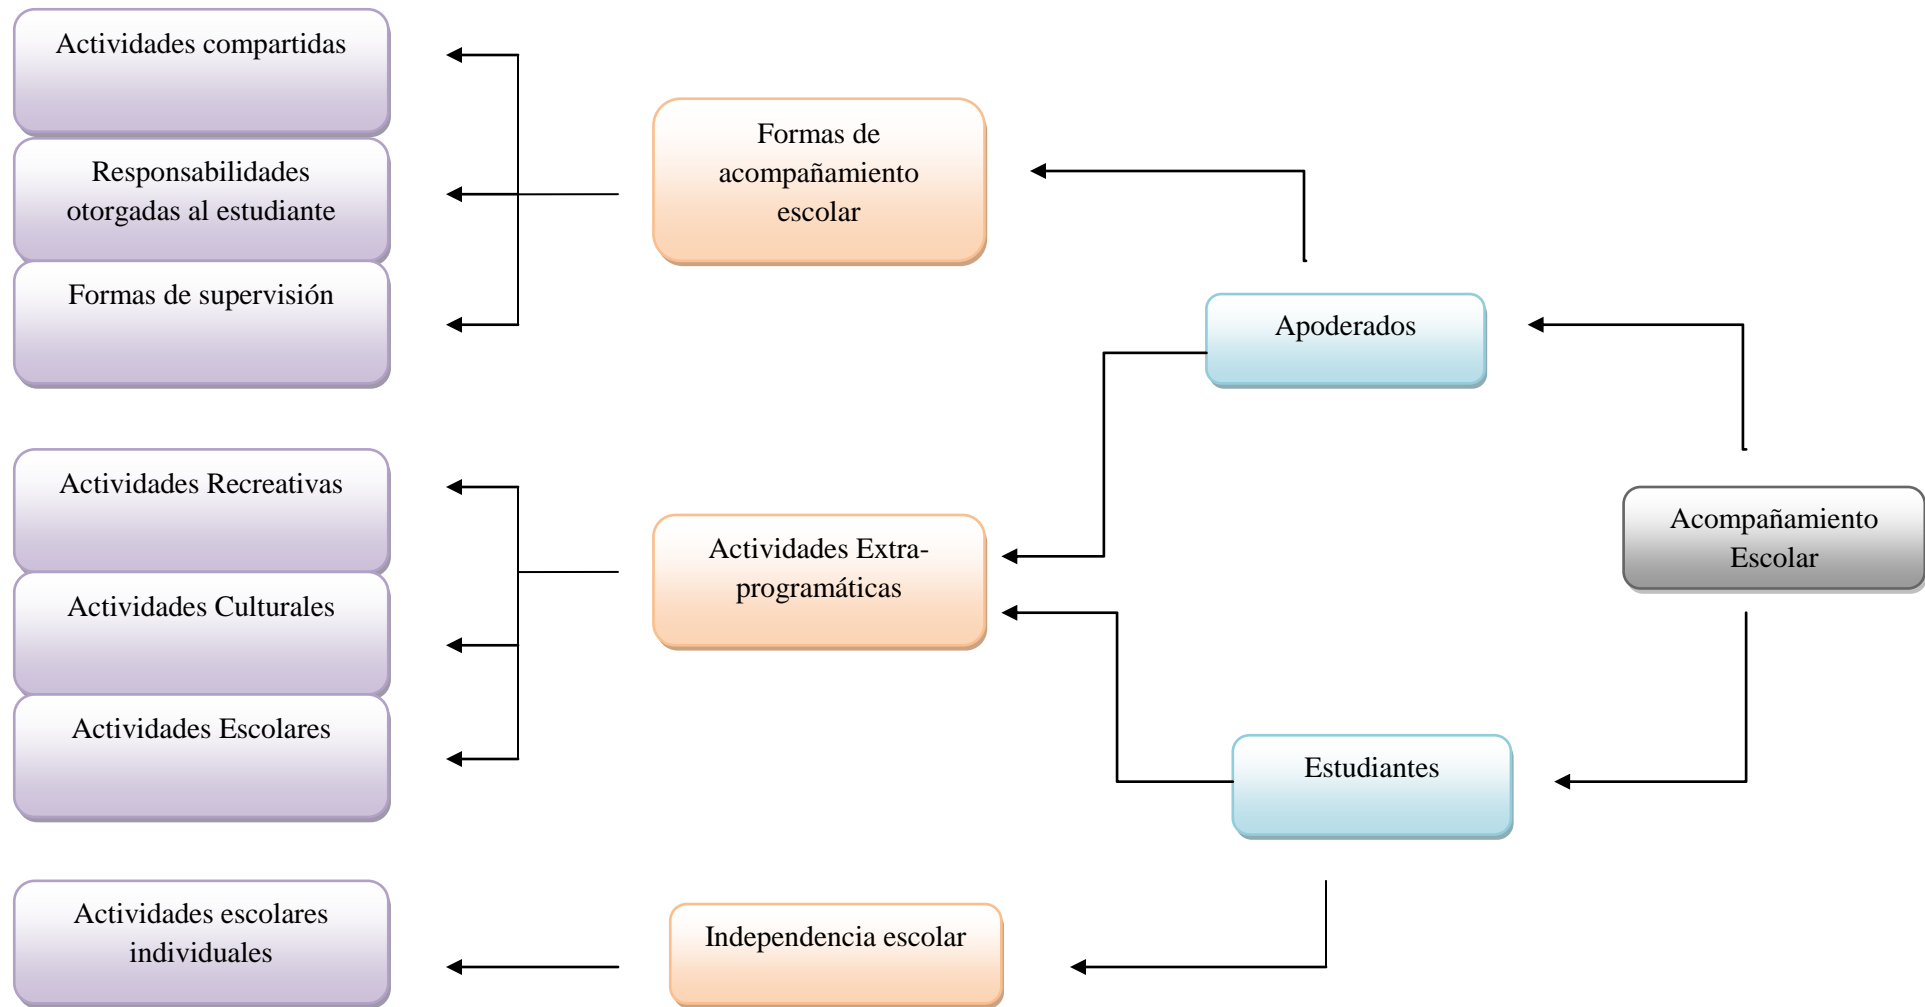 Actividades compartidas
Responsabilidades
otorgadas al estudiante
Formas de supervisión
Formas de
acompañamiento
escolar
Apoderados
Actividades Recreativas
Actividades Culturales
Actividades Escolares
Actividades Extra-
programáticas
Acompañamiento
Escolar
Estudiantes
Actividades escolares
individuales
Independencia escolar